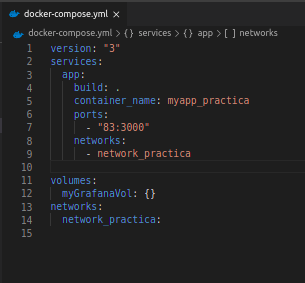 docker-compose.yml ×
docker-compose.yml > {} services > {} app > [ ] networks
1 version: "3"
2 services:
3   app:
4     build: .
5     container_name: myapp_practica
6     ports:
7       - "83:3000"
8     networks:
9       - network_practica
10
11 volumes:
12   myGrafanaVol: {}
13 networks:
14   network_practica:
15